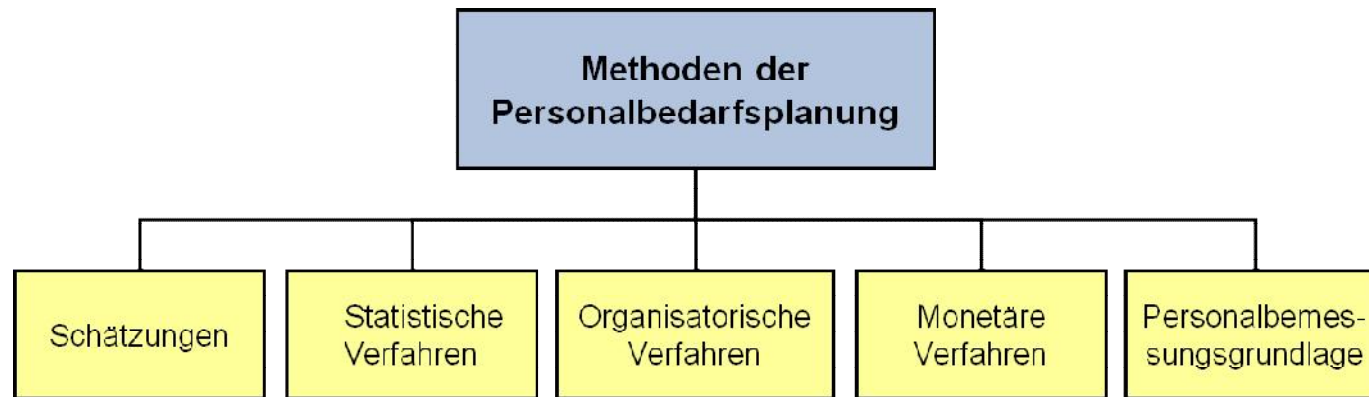 Methoden der
Personalbedarfsplanung
Schätzungen
Statistische
Verfahren
Organisatorische
Verfahren
Monetäre
Verfahren
Personalbemes-
sungsgrundlage